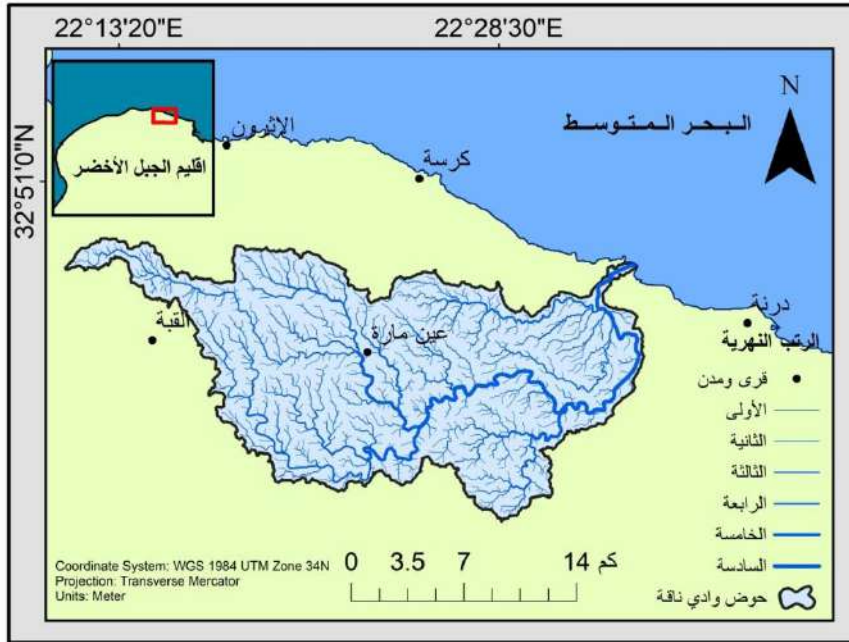 22°13'20"E
22°28'30"E
32°51'0"N
N
البحر المتوسط
اقليم الجبل الأخضر
الإثرون
كرسة
درنة
القبة
عين مارة
الرتب النهرية
قرى ومدن
الأولى
الثانية
الثالثة
الرابعة
الخامسة
السادسة
حوض وادي ناقة
0 3.5 7 14 كم
Coordinate System: WGS 1984 UTM Zone 34N
Projection: Transverse Mercator
Units: Meter